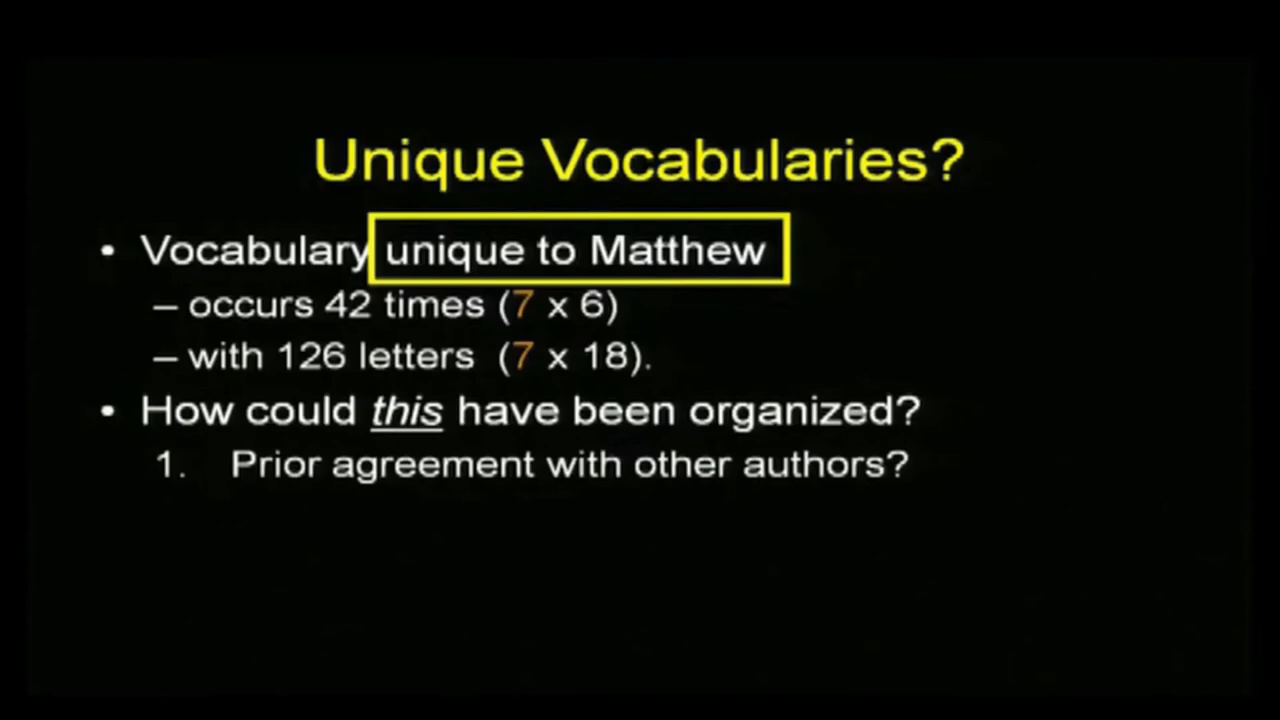 Unique Vocabularies?
• Vocabulary unique to Matthew
– occurs 42 times (7 x 6)
– with 126 letters (7 x 18).
• How could this have been organized?
1. Prior agreement with other authors?